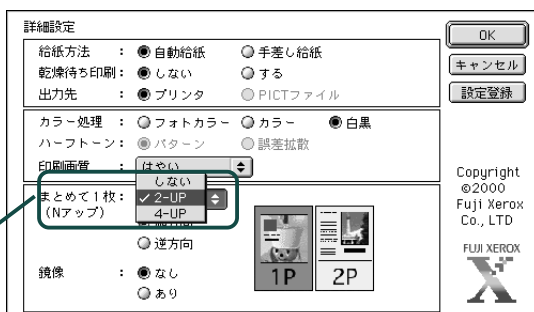 詳細設定
給紙方法 : 自動給紙 手差し給紙
乾燥待ち印刷: しない する
出力先 : プリンタ PICTファイル
カラー処理 : フォトカラー カラー 白黒
ハーフトーン: パターン 誤差拡散
印刷画質 : はやい
しない
まとめて1枚: ✓ 2-UP
(Nアップ) 4-UP
逆方向
1P 2P
鏡像 : なし
あり
OK
キャンセル
設定登録
Copyright
©2000
Fuji Xerox
Co., LTD
FUJI XEROX